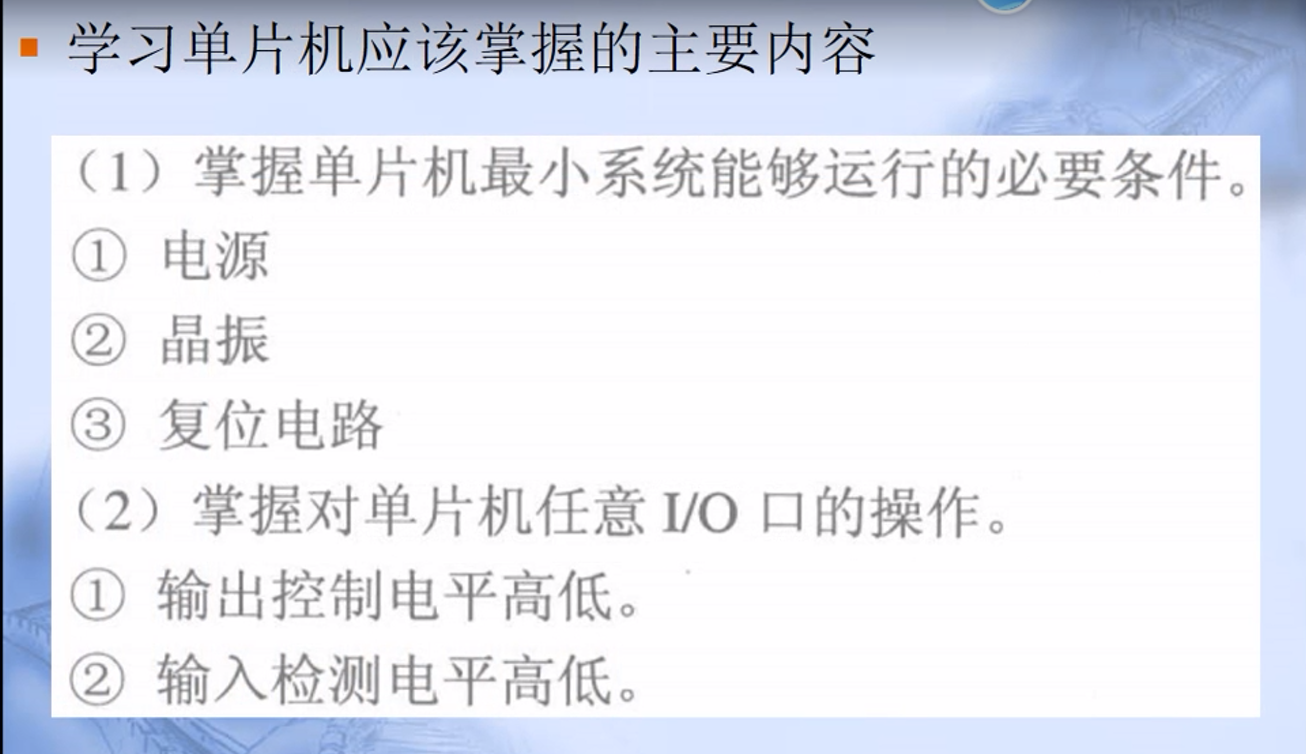 学习单片机应该掌握的主要内容
（1）掌握单片机最小系统能够运行的必要条件。
① 电源
② 晶振
③ 复位电路
（2）掌握对单片机任意 I/O 口的操作。
① 输出控制电平高低。
② 输入检测电平高低。